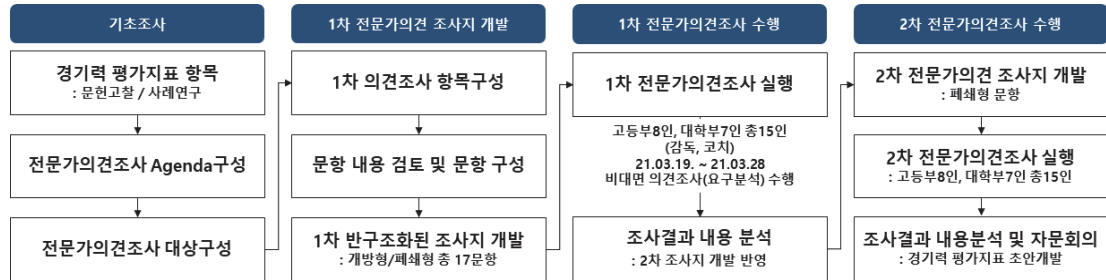 기초조사
경기력 평가지표 항목
: 문헌고찰 / 사례연구
전문가의견조사 Agenda구성
전문가의견조사 대상구성
1차 전문가의견 조사지 개발
1차 의견조사 항목구성
문항 내용 검토 및 문항 구성
1차 반구조화된 조사지 개발
: 개방형/폐쇄형 총 17문항
1차 전문가의견조사 수행
1차 전문가의견조사 실행
고등부8인, 대학부7인 총15인
(감독, 코치)
21.03.19. ~ 21.03.28
비대면 의견조사(요구분석) 수행
조사결과 내용 분석
: 2차 조사지 개발 반영
2차 전문가의견조사 수행
2차 전문가의견 조사지 개발
: 폐쇄형 문항
2차 전문가의견조사 실행
: 고등부8인, 대학부7인 총15인
조사결과 내용분석 및 자문회의
: 경기력 평가지표 초안개발